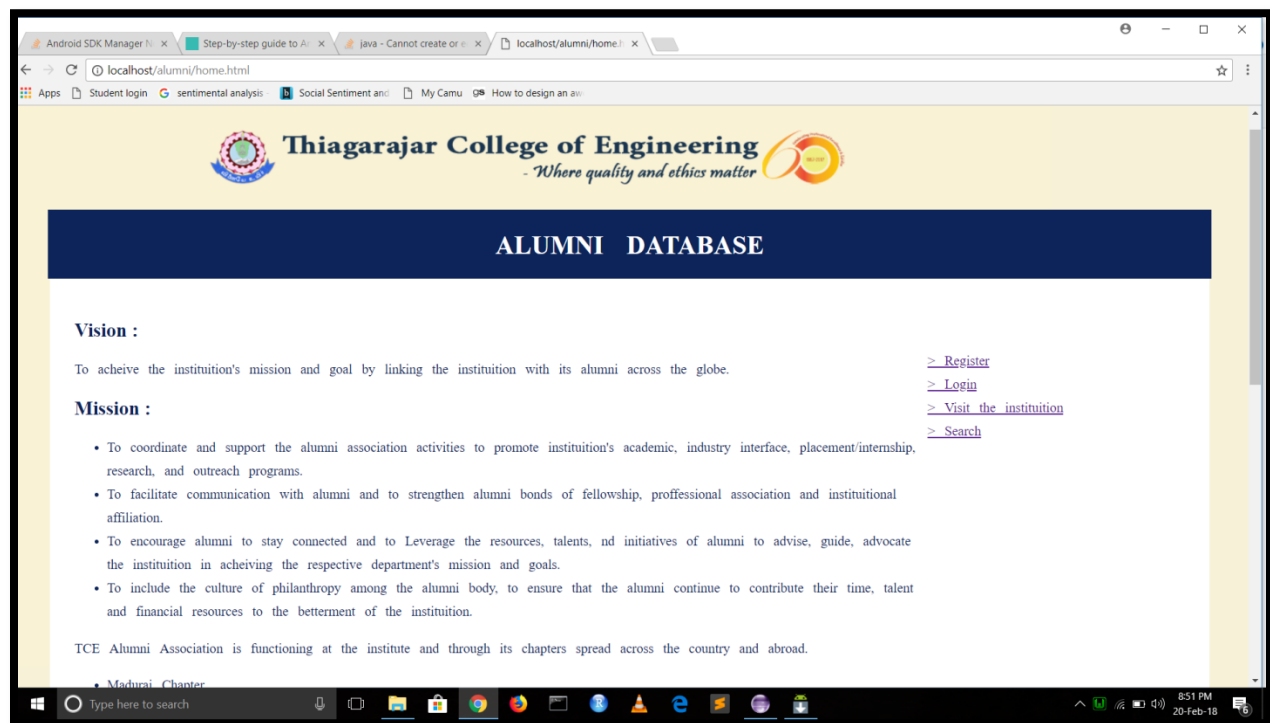 Android SDK Manager N
Step-by-step guide to A
java - Cannot create or e
localhost/alumni/home.h
localhost/alumni/home.html
Apps
Student login
G sentimental analysis -
b Social Sentiment and
My Camu
gs How to design an aw
Thiagarajar College of Engineering
- Where quality and ethics matter
ALUMNI DATABASE
Vision :
To acheive the instituition's mission and goal by linking the instituition with its alumni across the globe.
Mission :
• To coordinate and support the alumni association activities to promote instituition's academic, industry interface, placement/internship,
research, and outreach programs.
• To facilitate communication with alumni and to strengthen alumni bonds of fellowship, proffessional association and instituitional
affiliation.
• To encourage alumni to stay connected and to Leverage the resources, talents, nd initiatives of alumni to advise, guide, advocate
the instituition in acheiving the respective department's mission and goals.
• To include the culture of philanthropy among the alumni body, to ensure that the alumni continue to contribute their time, talent
and financial resources to the betterment of the instituition.
TCE Alumni Association is functioning at the institute and through its chapters spread across the country and abroad.
• Madurai Chapter
> Register
> Login
> Visit the instituition
> Search
Type here to search
8:51 PM
20-Feb-18
6